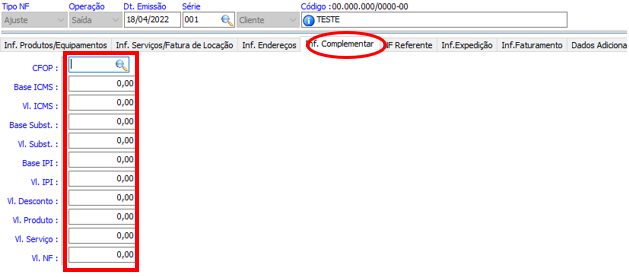 Tipo NF Operação Dt. Emissão Série Código :00.000.000/0000-00
Ajuste Saída 18/04/2022 001 Cliente TESTE
Inf. Produtos/Equipamentos Inf. Serviços/Fatura de Locação Inf. Endereços Inf. Complementar NF Referente Inf.Expedição Inf.Faturamento Dados Adiciona
CFOP :
Base ICMS : 0,00
Vl. ICMS : 0,00
Base Subst. : 0,00
Vl. Subst. : 0,00
Base IPI : 0,00
Vl. IPI : 0,00
Vl. Desconto : 0,00
Vl. Produto : 0,00
Vl. Serviço : 0,00
Vl. NF : 0,00